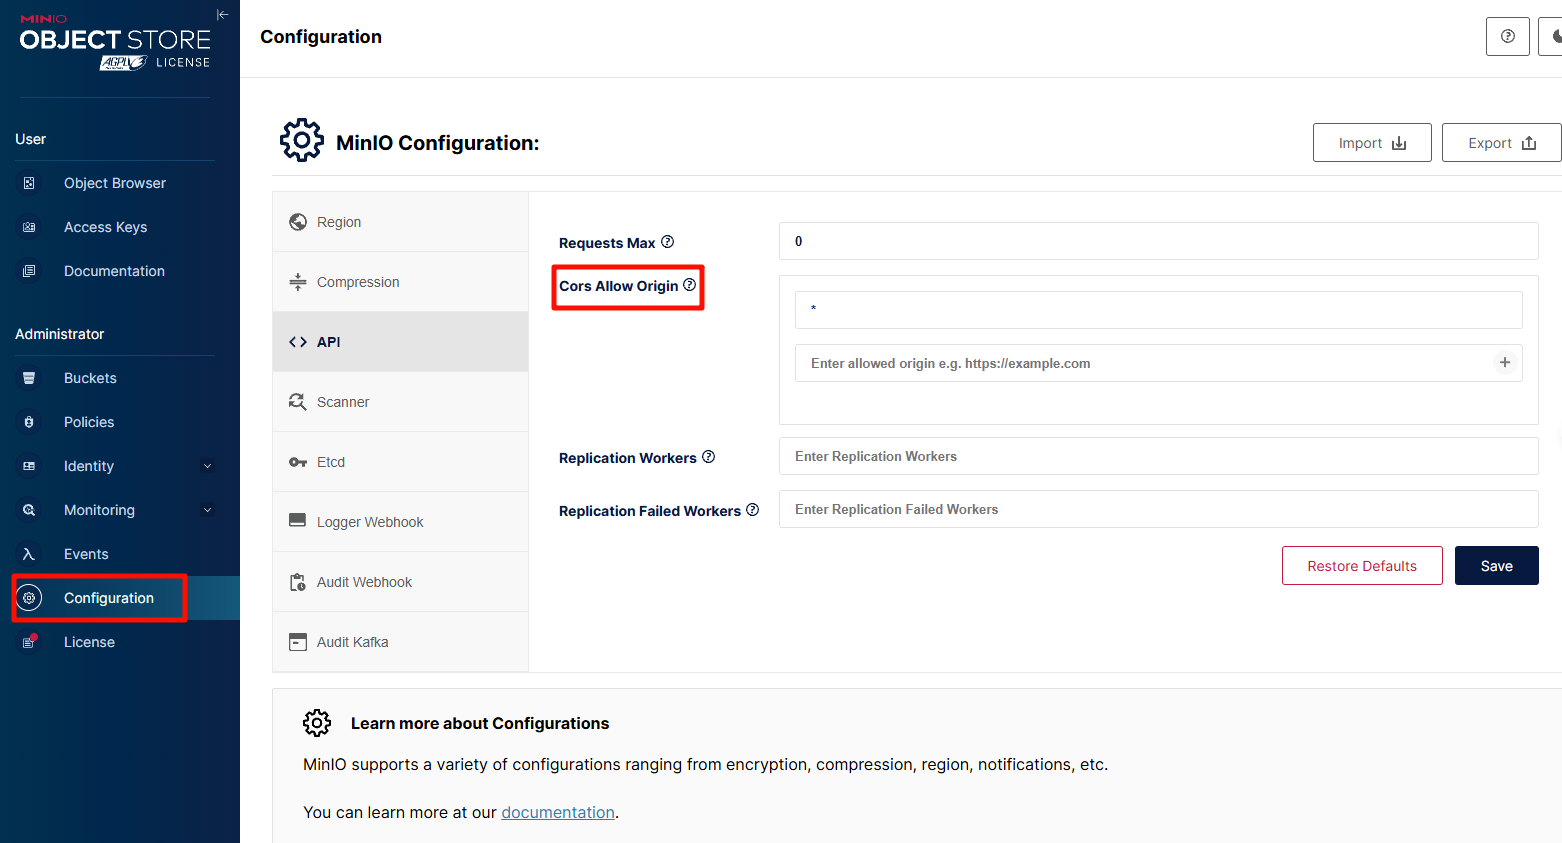 MINIO
OBJECT STORE
AGPL LICENSE
User
Object Browser
Access Keys
Documentation
Administrator
Buckets
Policies
Identity
Monitoring
Events
Configuration
License
Configuration
MinIO Configuration:
Import
Export
Region
Compression
API
Scanner
Etcd
Logger Webhook
Audit Webhook
Audit Kafka
Requests Max
0
Cors Allow Origin
*
Enter allowed origin e.g. https://example.com
+
Replication Workers
Enter Replication Workers
Replication Failed Workers
Enter Replication Failed Workers
Restore Defaults
Save
Learn more about Configurations
MinIO supports a variety of configurations ranging from encryption, compression, region, notifications, etc.
You can learn more at our documentation.